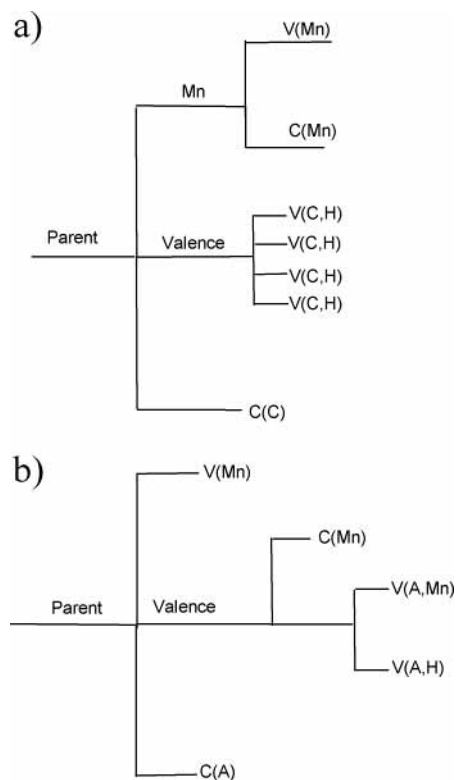 a)
V(Mn)
Mn
C(Mn)
V(C,H)
Parent
Valence
V(C,H)
V(C,H)
V(C,H)
C(C)
b)
V(Mn)
C(Mn)
V(A,Mn)
Parent
Valence
V(A,H)
C(A)